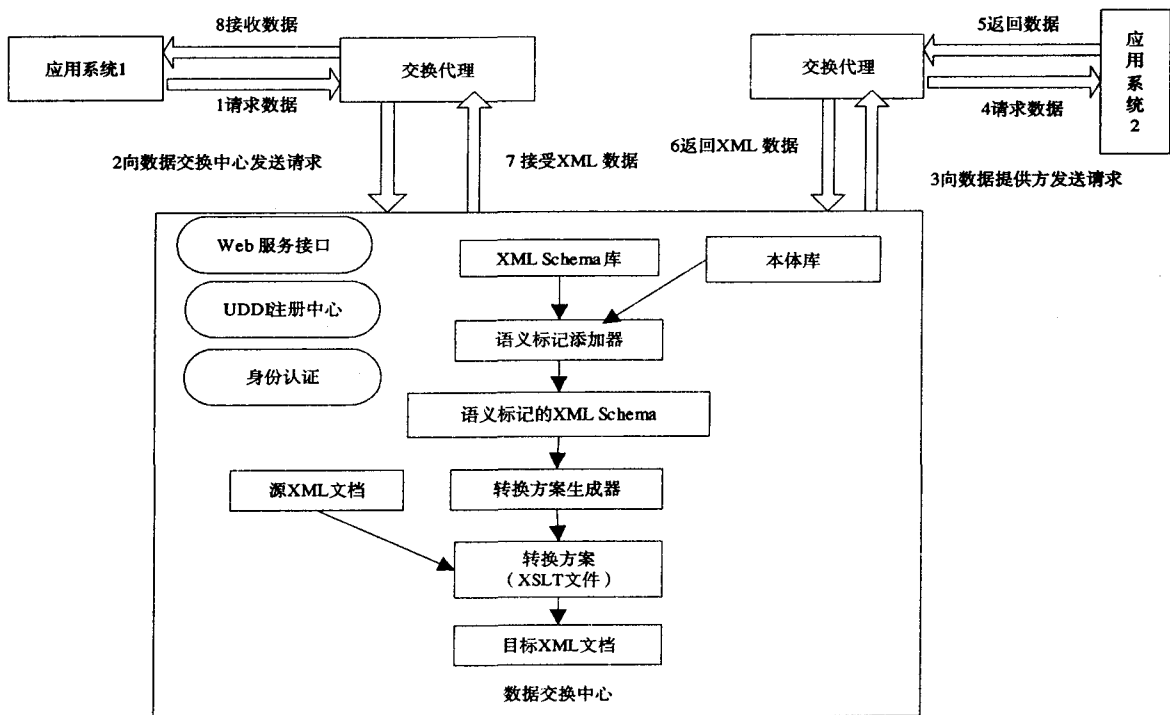 8接收数据
5返回数据
应用系统1
交换代理
交换代理
应
用
系
统
2
1请求数据
4请求数据
2向数据交换中心发送请求
7 接受XML 数据
6返回XML 数据
3向数据提供方发送请求
Web 服务接口
XML Schema 库
本体库
UDDI注册中心
语义标记添加器
身份认证
语义标记的XML Schema
源XML文档
转换方案生成器
转换方案
（XSLT文件）
目标XML文档
数据交换中心